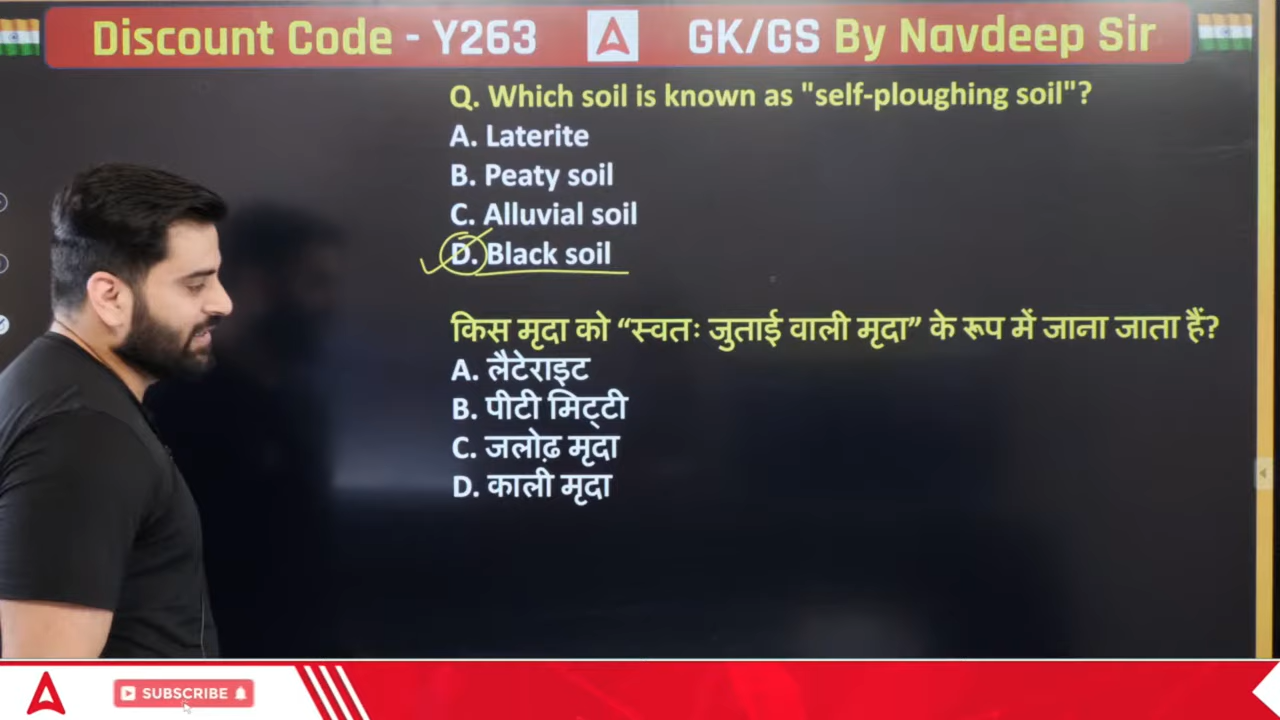 Discount Code - Y263 GK/GS By Navdeep Sir
Q. Which soil is known as "self-ploughing soil"?
A. Laterite
B. Peaty soil
C. Alluvial soil
D. Black soil
किस मृदा को “स्वतः जुताई वाली मृदा” के रूप में जाना जाता हैं?
A. लैटेराइट
B. पीटी मिट्टी
C. जलोढ़ मृदा
D. काली मृदा
SUBSCRIBE